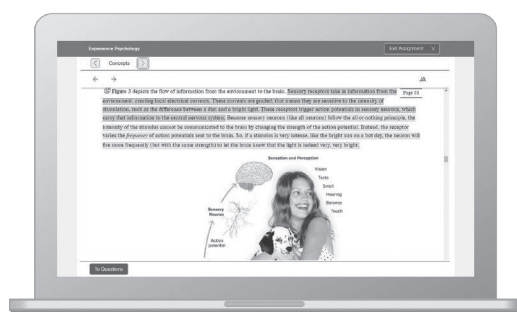 Experience Psychology
Exit Assignment X
< Concepts >
← →
Figure 3 depicts the flow of information from the environment to the brain. Sensory receptors take in information from the
Page 23
environment, creating local electrical currents. These currents are graded; that means they are sensitive to the intensity of
stimulation, such as the difference between a dim and a bright light. These receptors trigger action potentials in sensory neurons, which
carry that information to the central nervous system. Because sensory neurons (like all neurons) follow the all-or-nothing principle, the
intensity of the stimulus cannot be communicated to the brain by changing the strength of the action potential. Instead, the receptor
varies the frequency of action potentials sent to the brain. So, if a stimulus is very intense, like the bright sun on a hot day, the neuron will
fire more frequently (but with the same strength) to let the brain know that the light is indeed very, very bright.
Sensation and Perception
Vision
Taste
Smell
Hearing
Balance
Touch
Sensory
Neuron
Action
potential
To Questions